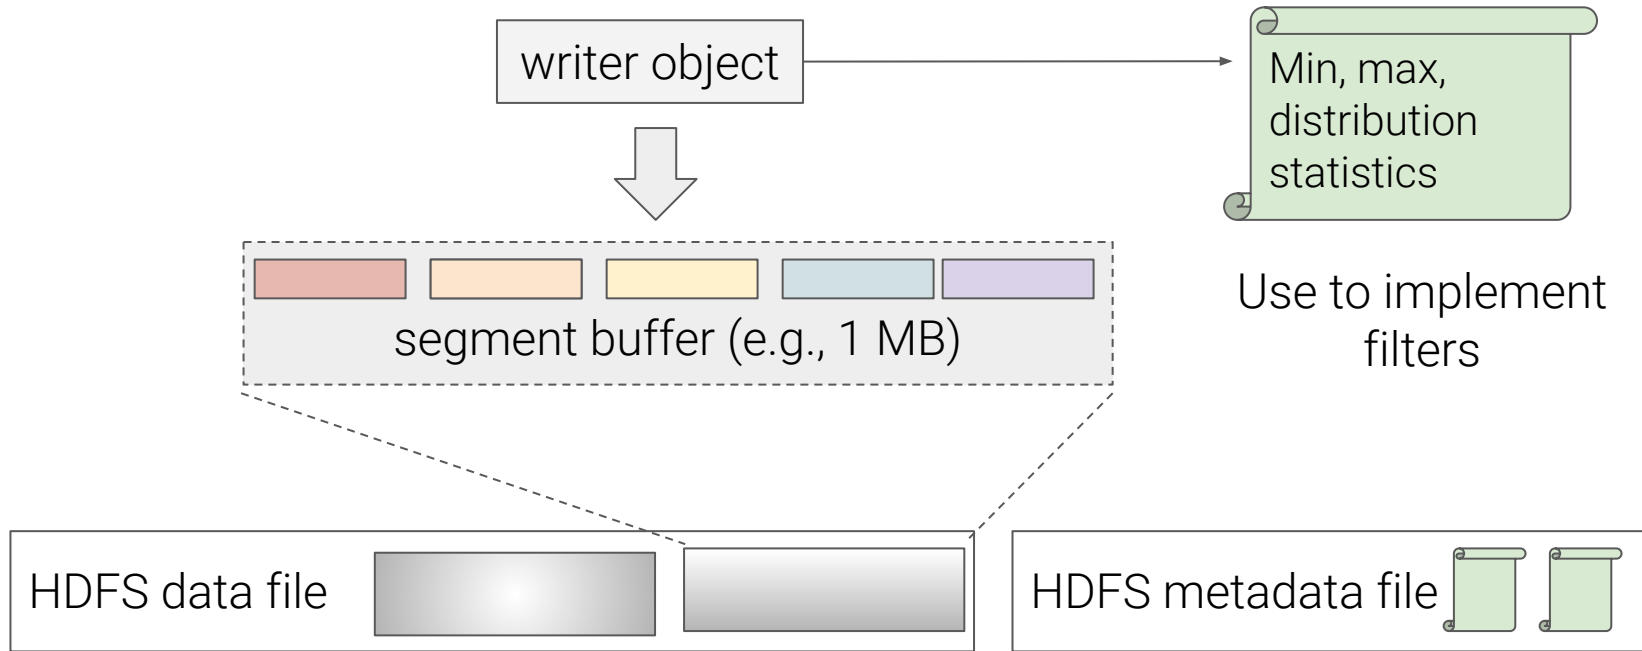 writer object
Min, max,
distribution
statistics
segment buffer (e.g., 1 MB)
Use to implement
filters
HDFS data file
HDFS metadata file